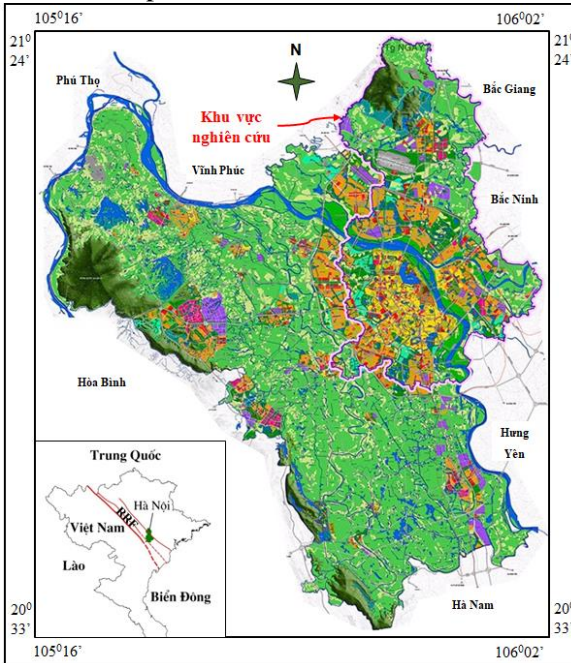 105⁰16’
106⁰02’
21⁰
24’
21⁰
24’
N
Phú Thọ
Bắc Giang
Khu vực
nghiên cứu
Vĩnh Phúc
Bắc Ninh
Hòa Bình
Hưng
Yên
Trung Quốc
Hà Nội
RRF
Việt Nam
Lào
Biển Đông
Hà Nam
20⁰
33’
20⁰
33’
105⁰16’
106⁰02’